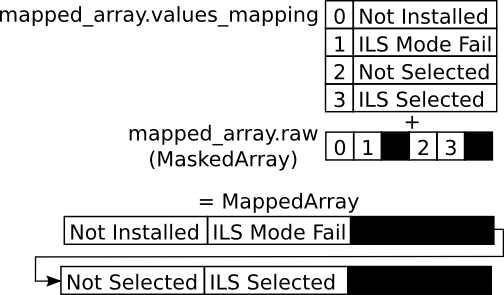 mapped_array.values_mapping
0 Not Installed
1 ILS Mode Fail
2 Not Selected
3 ILS Selected
+
mapped_array.raw
(MaskedArray)
0 1 2 3
= MappedArray
Not Installed ILS Mode Fail
Not Selected ILS Selected